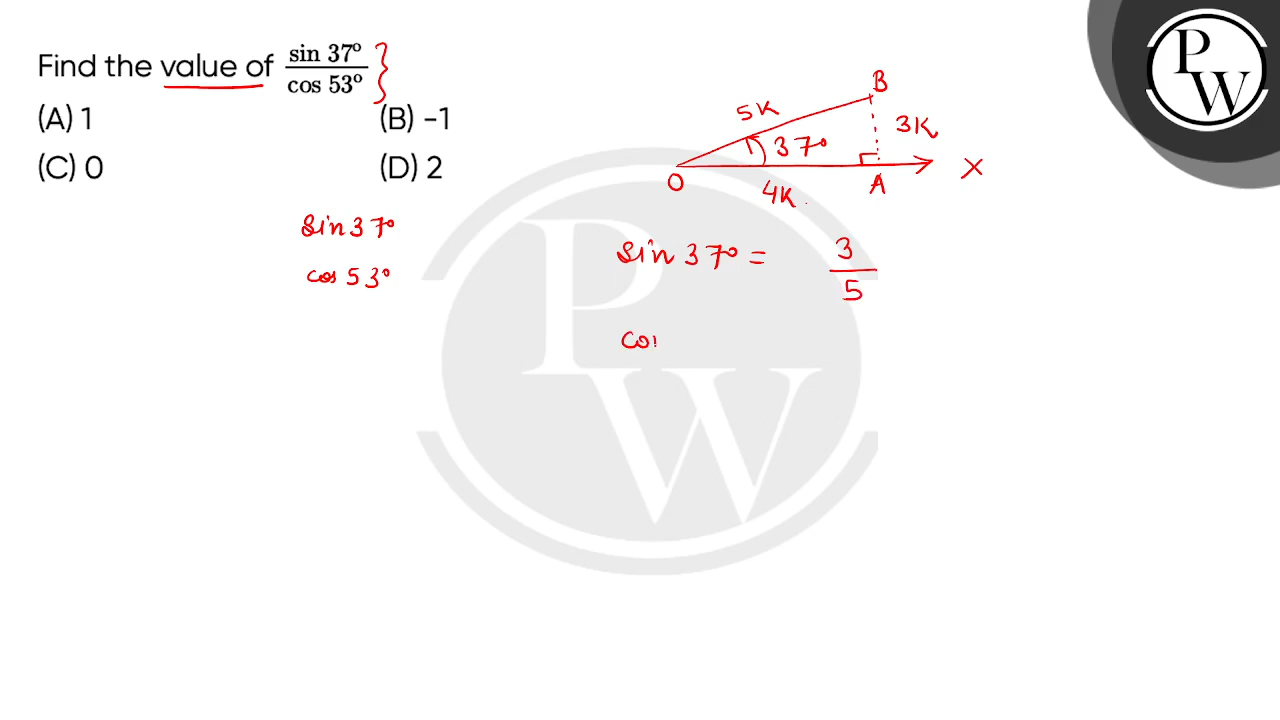 Find the value of sin 37° / cos 53° }
(A) 1 (B) -1
(C) 0 (D) 2
sin 37°
cos 53°
B
5K
3K
37°
O
4K
A
X
sin 37° = 3/5
co
P
W
P
W